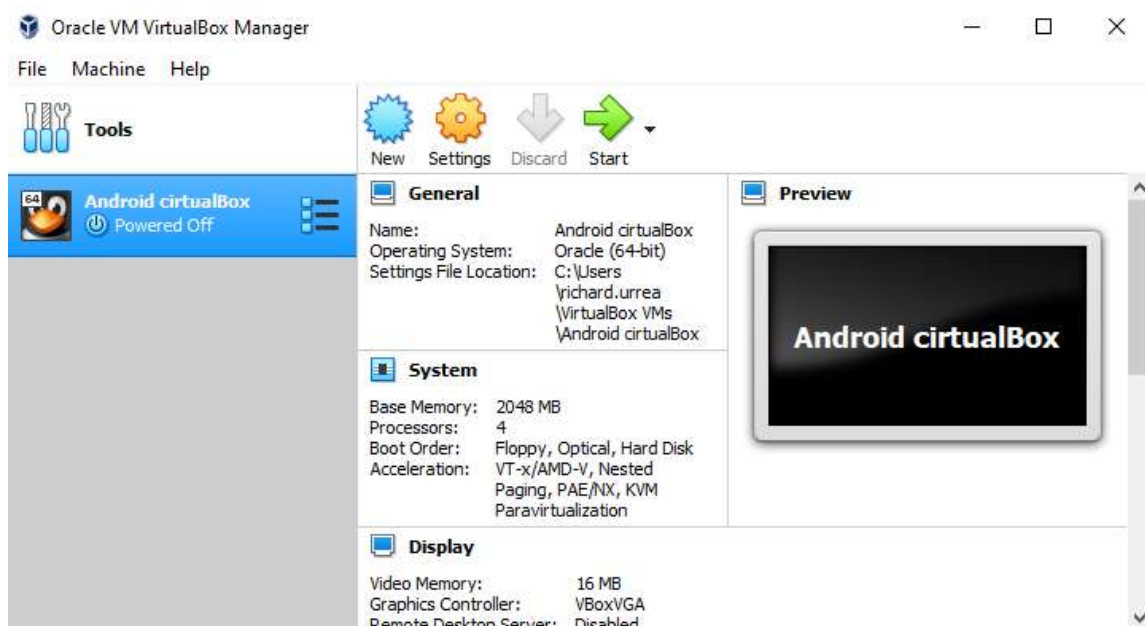 Oracle VM VirtualBox Manager
File Machine Help
Tools
New Settings Discard Start
64 Android cirtualBox
Powered Off
General
Name: Android cirtualBox
Operating System: Oracle (64-bit)
Settings File Location: C:\Users
\richard.urrea
\VirtualBox VMs
\Android cirtualBox
System
Base Memory: 2048 MB
Processors: 4
Boot Order: Floppy, Optical, Hard Disk
Acceleration: VT-x/AMD-V, Nested
Paging, PAE/NX, KVM
Paravirtualization
Display
Video Memory: 16 MB
Graphics Controller: VBoxVGA
Remote Desktop Server: Disabled
Preview
Android cirtualBox